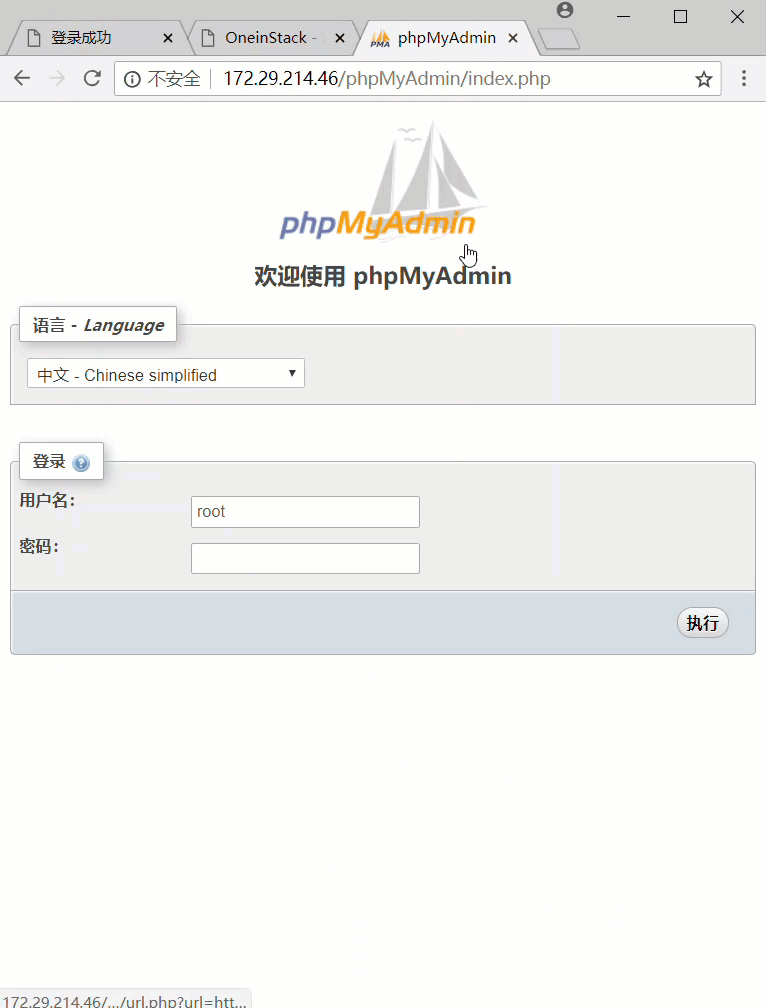 登录成功
OneinStack -
phpMyAdmin
不安全 172.29.214.46/phpMyAdmin/index.php
phpMyAdmin
欢迎使用 phpMyAdmin
语言 - Language
中文 - Chinese simplified
登录
用户名：
root
密码：
执行
172.29.214.46/.../url.php?url=htt...